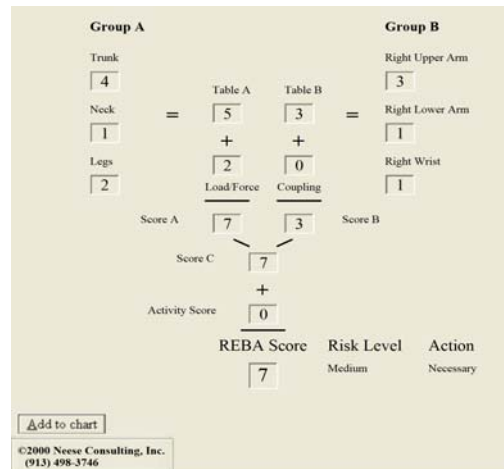 Group A Group B
Trunk Right Upper Arm
4 Table A Table B 3
Neck 5 3 Right Lower Arm
1 = + + = 1
Legs 2 0 Right Wrist
2 Load/Force Coupling 1
Score A 7 3 Score B
Score C 7
+
Activity Score 0
REBA Score Risk Level Action
7 Medium Necessary
Add to chart
©2000 Neese Consulting, Inc.
(913) 498-3746